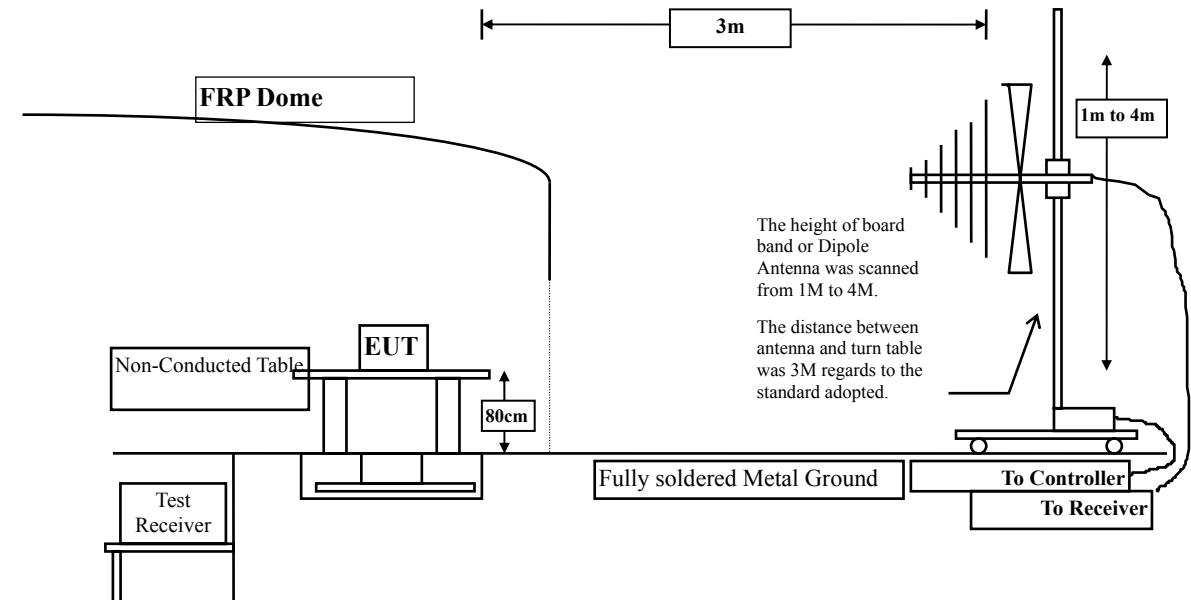 3m
FRP Dome
1m to 4m
The height of board
band or Dipole
Antenna was scanned
from 1M to 4M.
The distance between
antenna and turn table
was 3M regards to the
standard adopted.
EUT
Non-Conducted Table
80cm
Fully soldered Metal Ground
To Controller
To Receiver
Test
Receiver